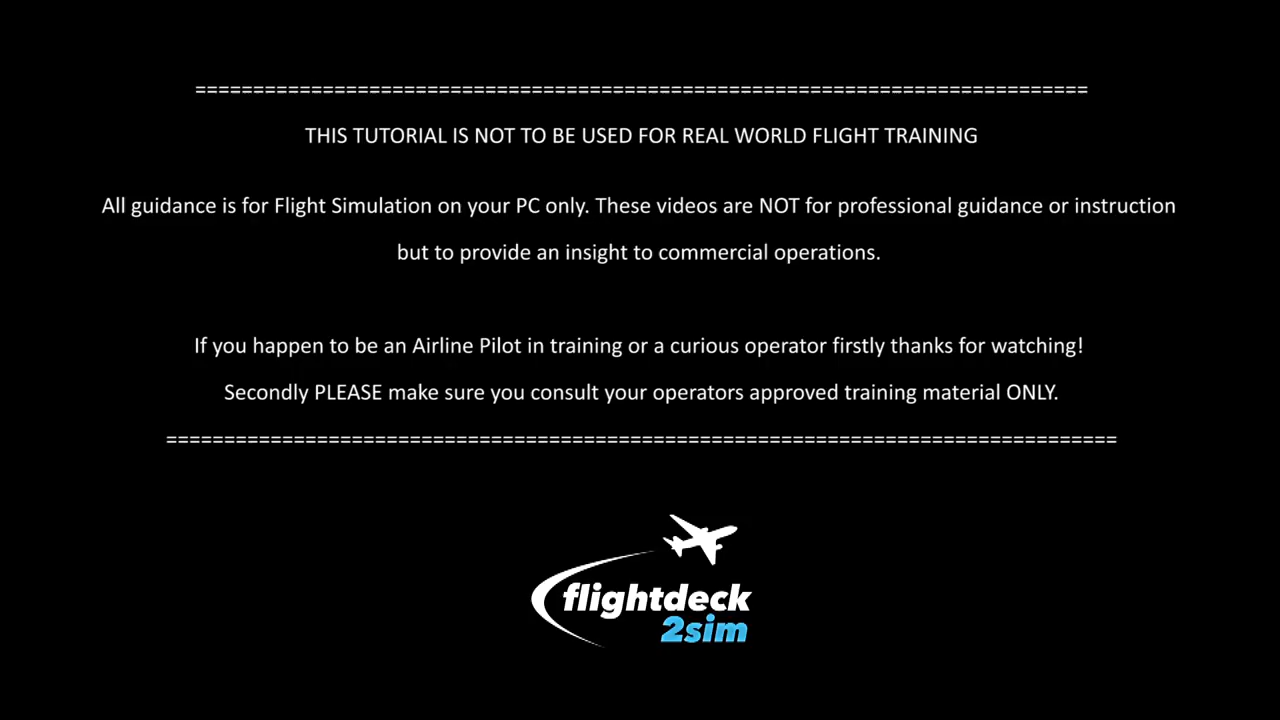 ==============================================================================
THIS TUTORIAL IS NOT TO BE USED FOR REAL WORLD FLIGHT TRAINING
All guidance is for Flight Simulation on your PC only. These videos are NOT for professional guidance or instruction
but to provide an insight to commercial operations.
If you happen to be an Airline Pilot in training or a curious operator firstly thanks for watching!
Secondly PLEASE make sure you consult your operators approved training material ONLY.
===================================================================================
flightdeck
2sim